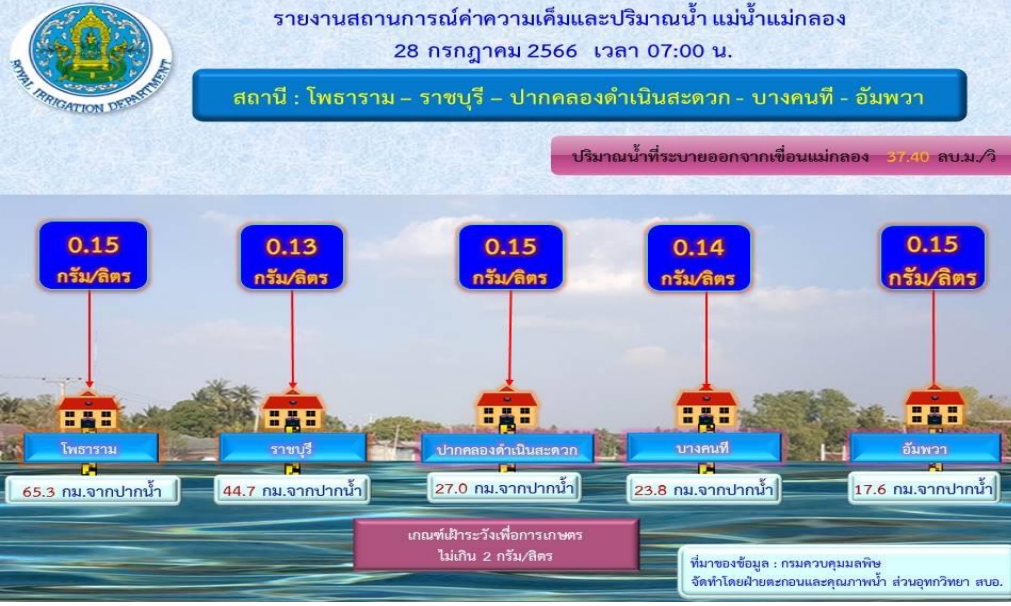 รายงานสถานการณ์ค่าความเค็มและปริมาณน้ำ แม่น้ำแม่กลอง
28 กรกฎาคม 2566 เวลา 07:00 น.
ROYAL IRRIGATION DEPARTMENT
สถานี : โพธาราม – ราชบุรี – ปากคลองดำเนินสะดวก - บางคนที - อัมพวา
ปริมาณน้ำที่ระบายออกจากเขื่อนแม่กลอง 37.40 ลบ.ม./วิ
0.15 กรัม/ลิตร
0.13 กรัม/ลิตร
0.15 กรัม/ลิตร
0.14 กรัม/ลิตร
0.15 กรัม/ลิตร
โพธาราม
ราชบุรี
ปากคลองดำเนินสะดวก
บางคนที
อัมพวา
65.3 กม.จากปากน้ำ
44.7 กม.จากปากน้ำ
27.0 กม.จากปากน้ำ
23.8 กม.จากปากน้ำ
17.6 กม.จากปากน้ำ
เกณฑ์เฝ้าระวังเพื่อการเกษตร
ไม่เกิน 2 กรัม/ลิตร
ที่มาของข้อมูล : กรมควบคุมมลพิษ
จัดทำโดยฝ่ายตะกอนและคุณภาพน้ำ ส่วนอุทกวิทยา สบอ.